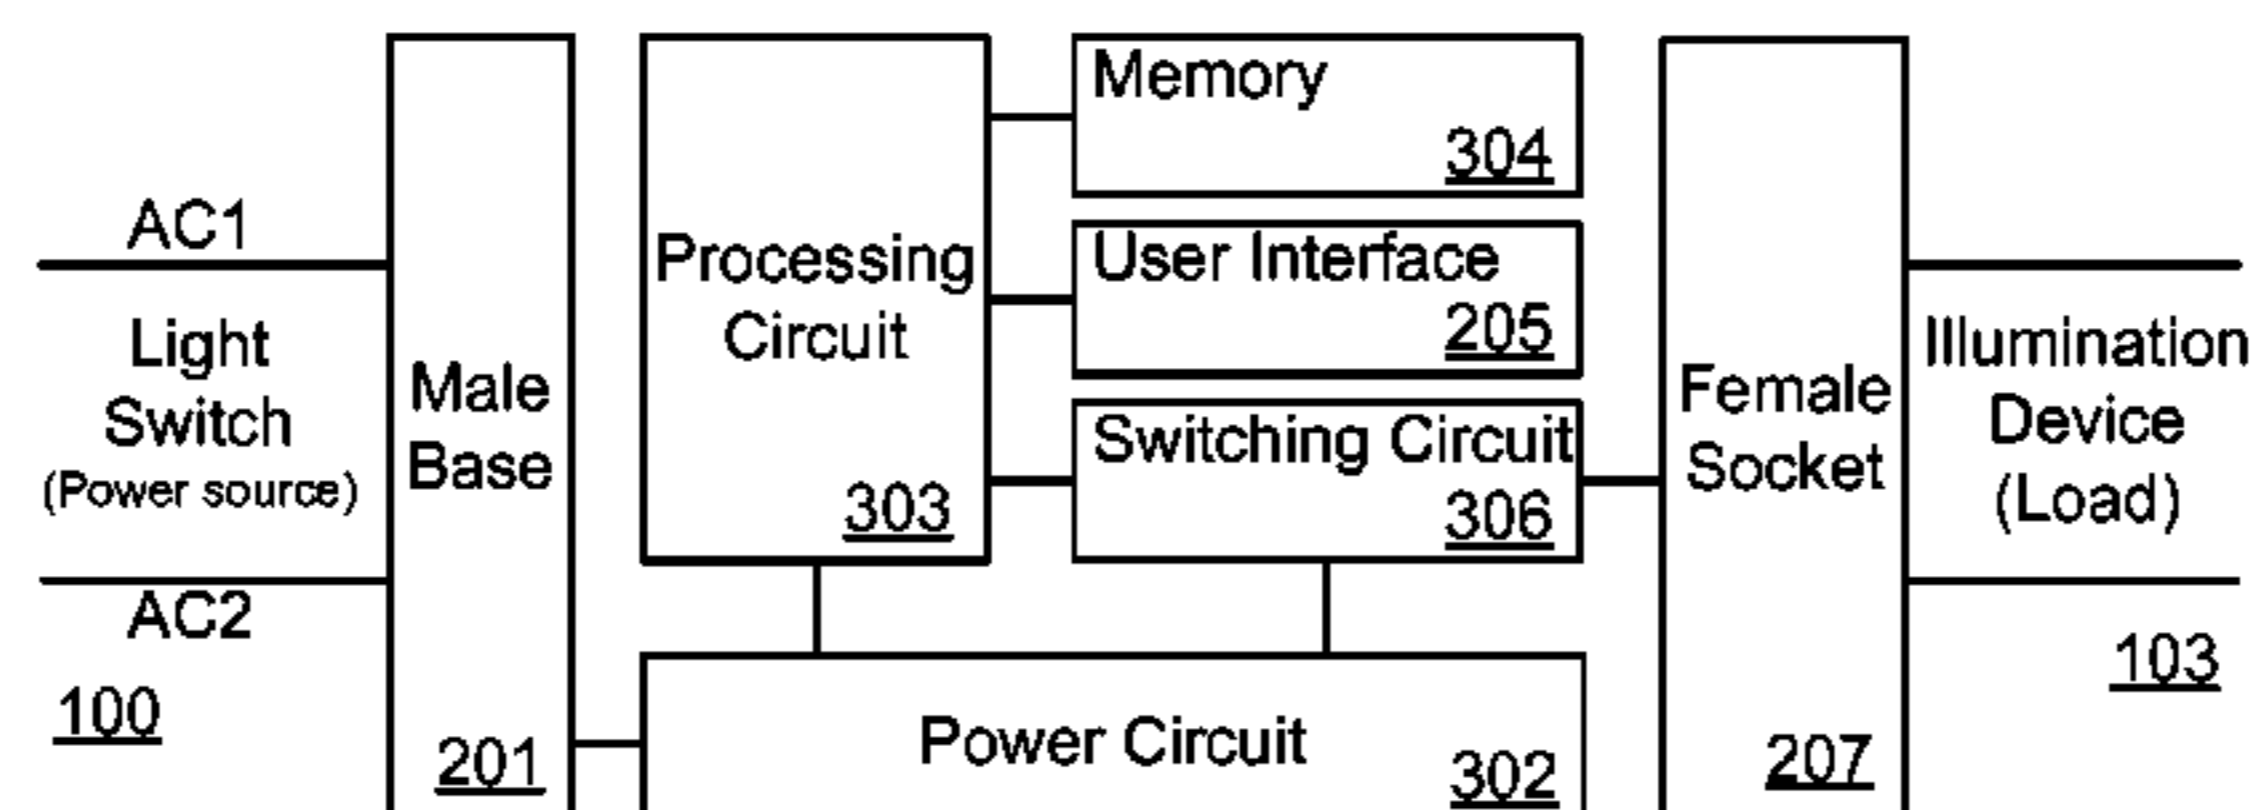 AC1
Light
Switch
(Power source)
AC2
100
Male
Base
201
Processing
Circuit
303
Memory
304
User Interface
205
Switching Circuit
306
Power Circuit
302
Female
Socket
207
Illumination
Device
(Load)
103